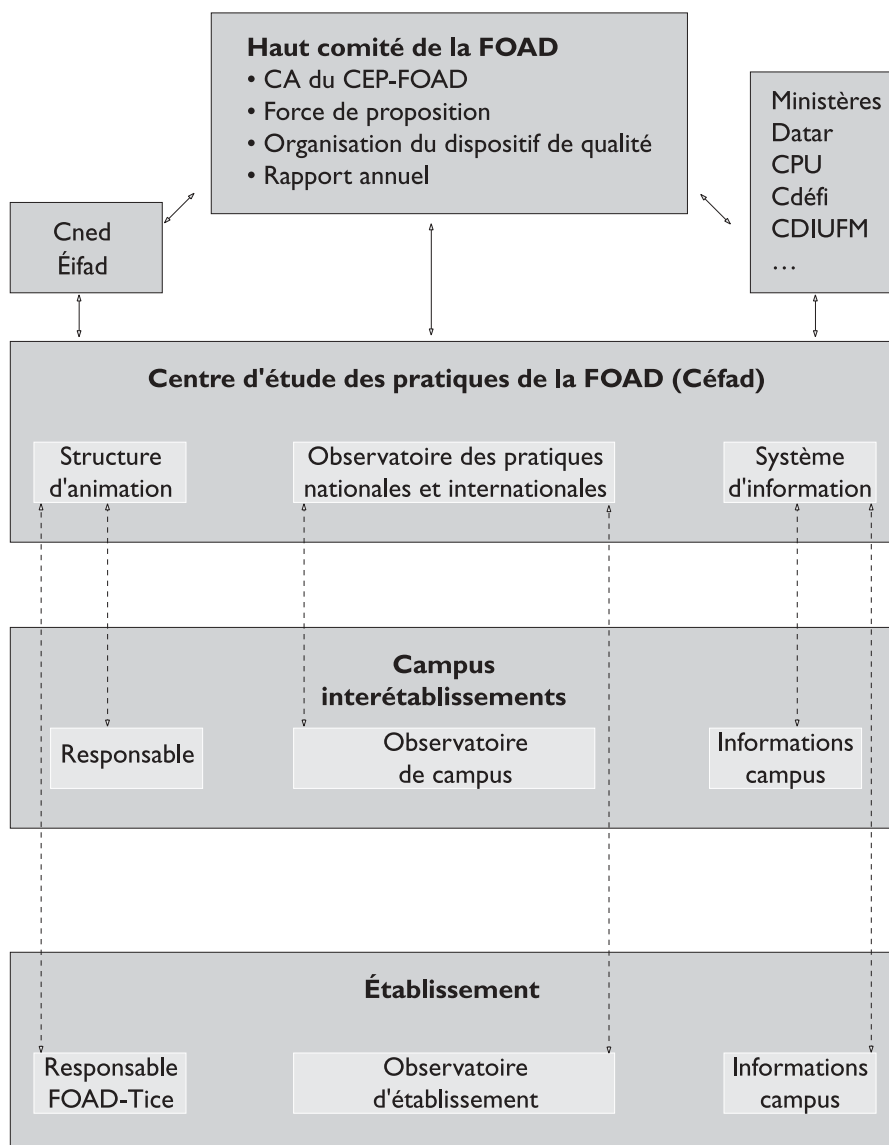 Haut comité de la FOAD
• CA du CEP-FOAD
• Force de proposition
• Organisation du dispositif de qualité
• Rapport annuel
Ministères
Datar
CPU
Cdéfi
CDIUFM
…
Cned
Éifad
Centre d'étude des pratiques de la FOAD (Céfad)
Structure
d'animation
Observatoire des pratiques
nationales et internationales
Système
d'information
Campus
interétablissements
Responsable
Observatoire
de campus
Informations
campus
Établissement
Responsable
FOAD-Tice
Observatoire
d'établissement
Informations
campus